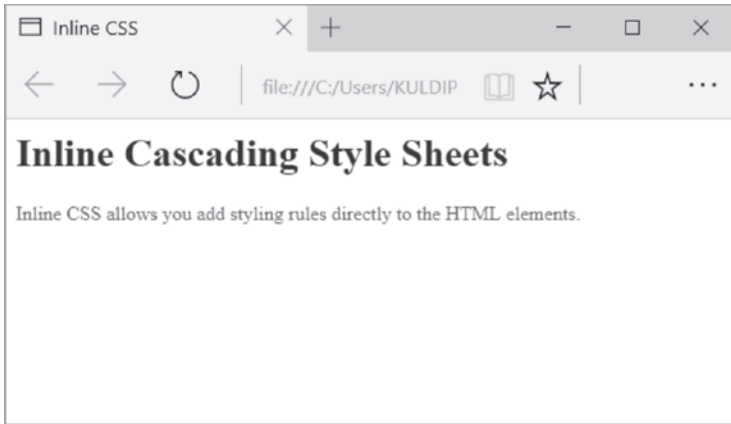 Inline CSS
file:///C:/Users/KULDIP
Inline Cascading Style Sheets
Inline CSS allows you add styling rules directly to the HTML elements.